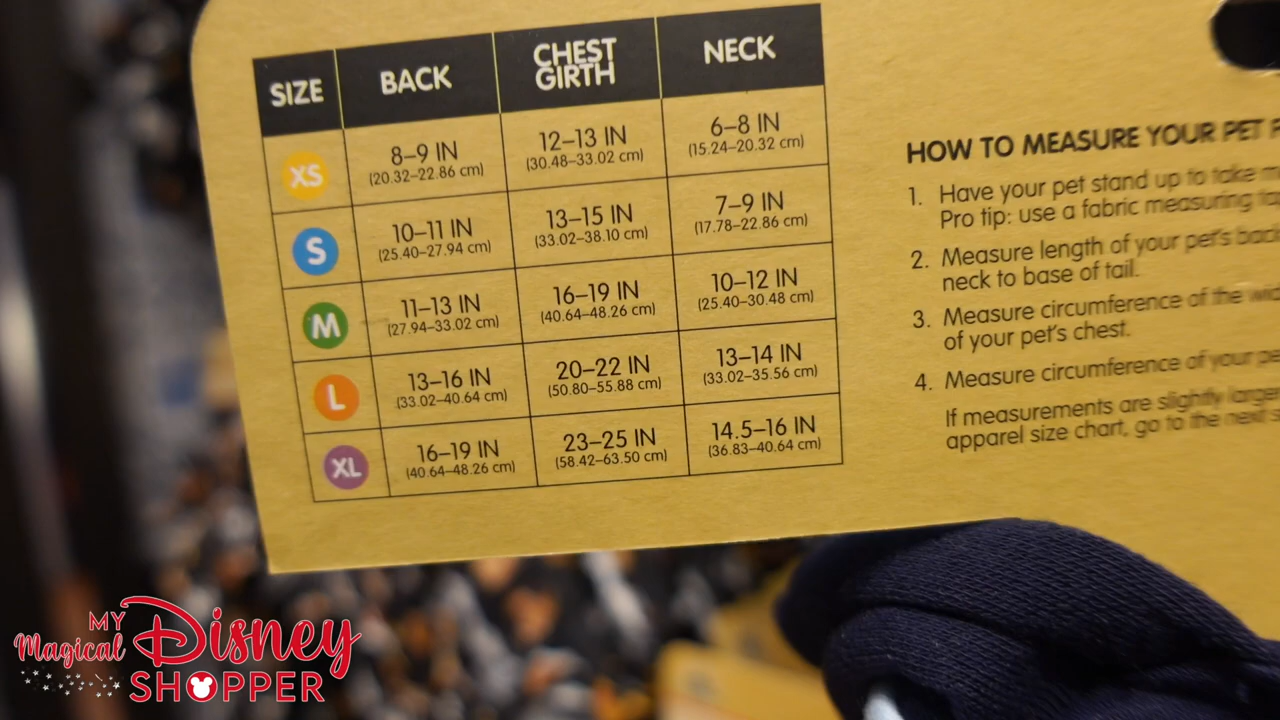 SIZE BACK CHEST GIRTH NECK
XS 8–9 IN 12–13 IN 6–8 IN
(20.32–22.86 cm) (30.48–33.02 cm) (15.24–20.32 cm)
S 10–11 IN 13–15 IN 7–9 IN
(25.40–27.94 cm) (33.02–38.10 cm) (17.78–22.86 cm)
M 11–13 IN 16–19 IN 10–12 IN
(27.94–33.02 cm) (40.64–48.26 cm) (25.40–30.48 cm)
L 13–16 IN 20–22 IN 13–14 IN
(33.02–40.64 cm) (50.80–55.88 cm) (33.02–35.56 cm)
XL 16–19 IN 23–25 IN 14.5–16 IN
(40.64–48.26 cm) (58.42–63.50 cm) (36.83–40.64 cm)
HOW TO MEASURE YOUR PET
1. Have your pet stand up to take
Pro tip: use a fabric measuring
2. Measure length of your pet's back
neck to base of tail.
3. Measure circumference of the
of your pet's chest.
4. Measure circumference of your
If measurements are slightly larger
apparel size chart, go to the next
MY
Magical Disney
SHOPPER